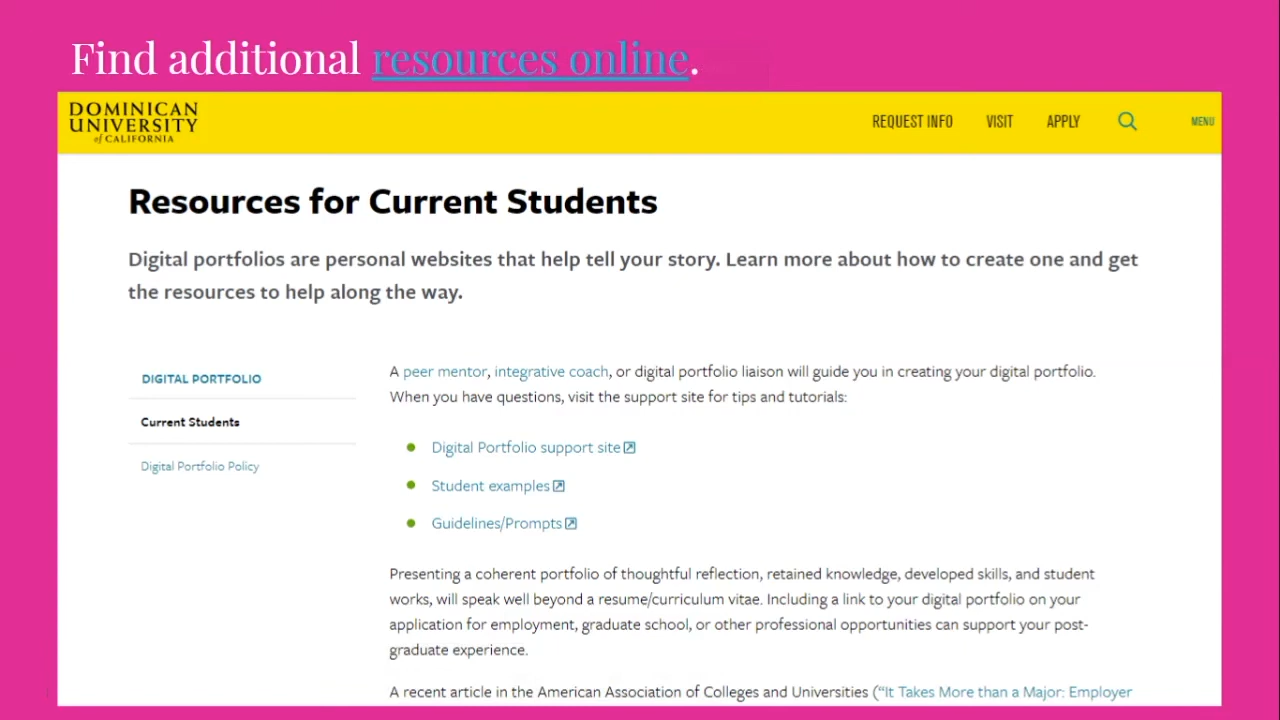 Find additional resources online.
DOMINICAN
UNIVERSITY
of CALIFORNIA
REQUEST INFO VISIT APPLY MENU
Resources for Current Students
Digital portfolios are personal websites that help tell your story. Learn more about how to create one and get
the resources to help along the way.
DIGITAL PORTFOLIO
Current Students
Digital Portfolio Policy
A peer mentor, integrative coach, or digital portfolio liaison will guide you in creating your digital portfolio.
When you have questions, visit the support site for tips and tutorials:
Digital Portfolio support site
Student examples
Guidelines/Prompts
Presenting a coherent portfolio of thoughtful reflection, retained knowledge, developed skills, and student
works, will speak well beyond a resume/curriculum vitae. Including a link to your digital portfolio on your
application for employment, graduate school, or other professional opportunities can support your post-
graduate experience.
A recent article in the American Association of Colleges and Universities (“It Takes More than a Major: Employer